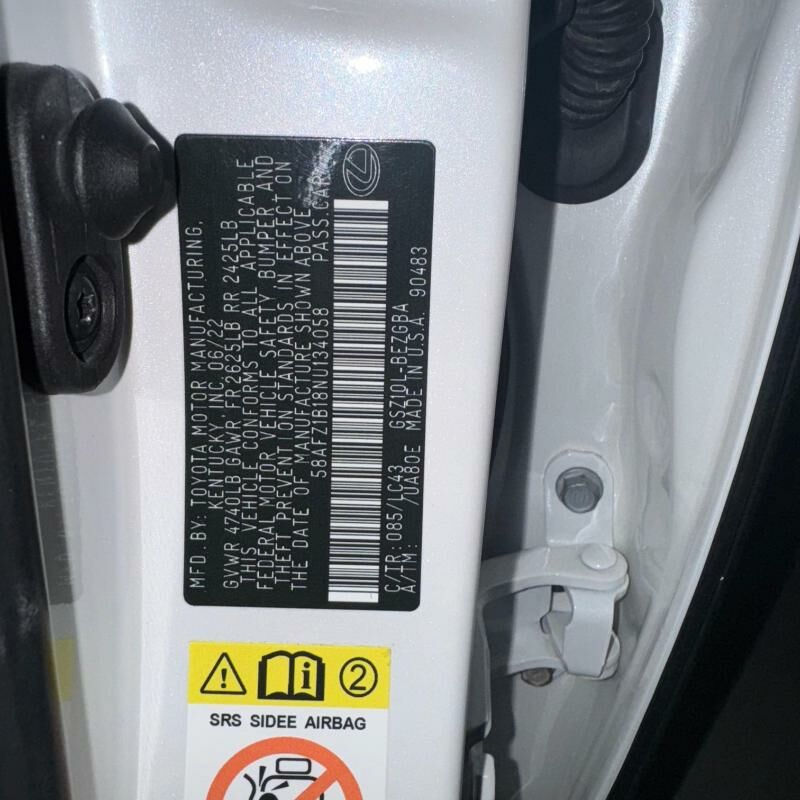 MFD.BY: TOYOTA MOTOR MANUFACTURING,
KENTUCKY, INC. 06/22
GVWR 4740LB GAWR FR2625LB RR 2425LB
THIS VEHICLE CONFORMS TO ALL APPLICABLE
FEDERAL MOTOR VEHICLE SAFETY, BUMPER AND
THEFT PREVENTION STANDARDS IN EFFECT ON
THE DATE OF MANUFACTURE SHOWN ABOVE.
58AFZ1B18NU134058 PASS.CAR
C/TR: 085/LC43 GSZ10L-BEZGBA
A/TM: /UA80E MADE IN U.S.A. 90483
2
SRS SIDEE AIRBAG